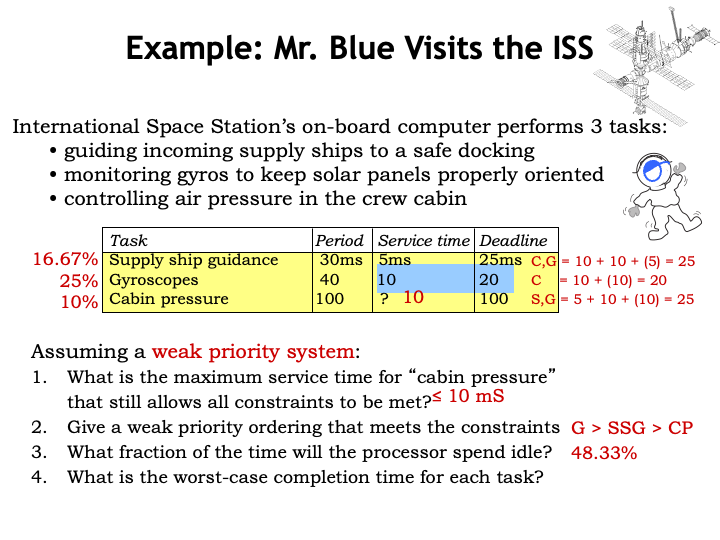 Example: Mr. Blue Visits the ISS
International Space Station's on-board computer performs 3 tasks:
• guiding incoming supply ships to a safe docking
• monitoring gyros to keep solar panels properly oriented
• controlling air pressure in the crew cabin
Task Period Service time Deadline
16.67% Supply ship guidance 30ms 5ms 25ms C,G = 10 + 10 + (5) = 25
25% Gyroscopes 40 10 20 C = 10 + (10) = 20
10% Cabin pressure 100 ? 10 100 S,G = 5 + 10 + (10) = 25
Assuming a weak priority system:
1. What is the maximum service time for “cabin pressure”
that still allows all constraints to be met? ≤ 10 mS
2. Give a weak priority ordering that meets the constraints G > SSG > CP
3. What fraction of the time will the processor spend idle? 48.33%
4. What is the worst-case completion time for each task?